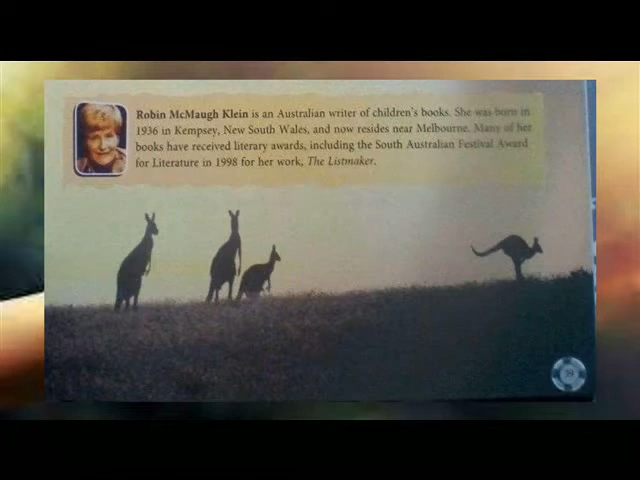 Robin McMaugh Klein is an Australian writer of children's books. She was born in
1936 in Kempsey, New South Wales, and now resides near Melbourne. Many of her
books have received literary awards, including the South Australian Festival Award
for Literature in 1998 for her work, The Listmaker.
39